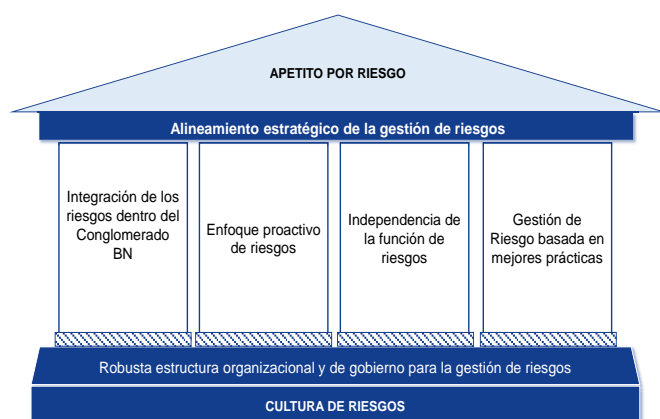 APETITO POR RIESGO
Alineamiento estratégico de la gestión de riesgos
Integración de los
riesgos dentro del
Conglomerado
BN
Enfoque proactivo
de riesgos
Independencia de
la función de
riesgos
Gestión de
Riesgo basada en
mejores prácticas
Robusta estructura organizacional y de gobierno para la gestión de riesgos
CULTURA DE RIESGOS